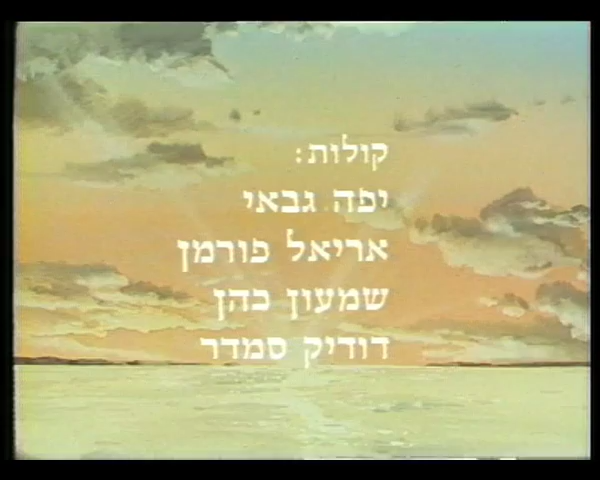 קולות:
יפה גבאי
אריאל פורמן
שמעון כהן
דודיק סמדר